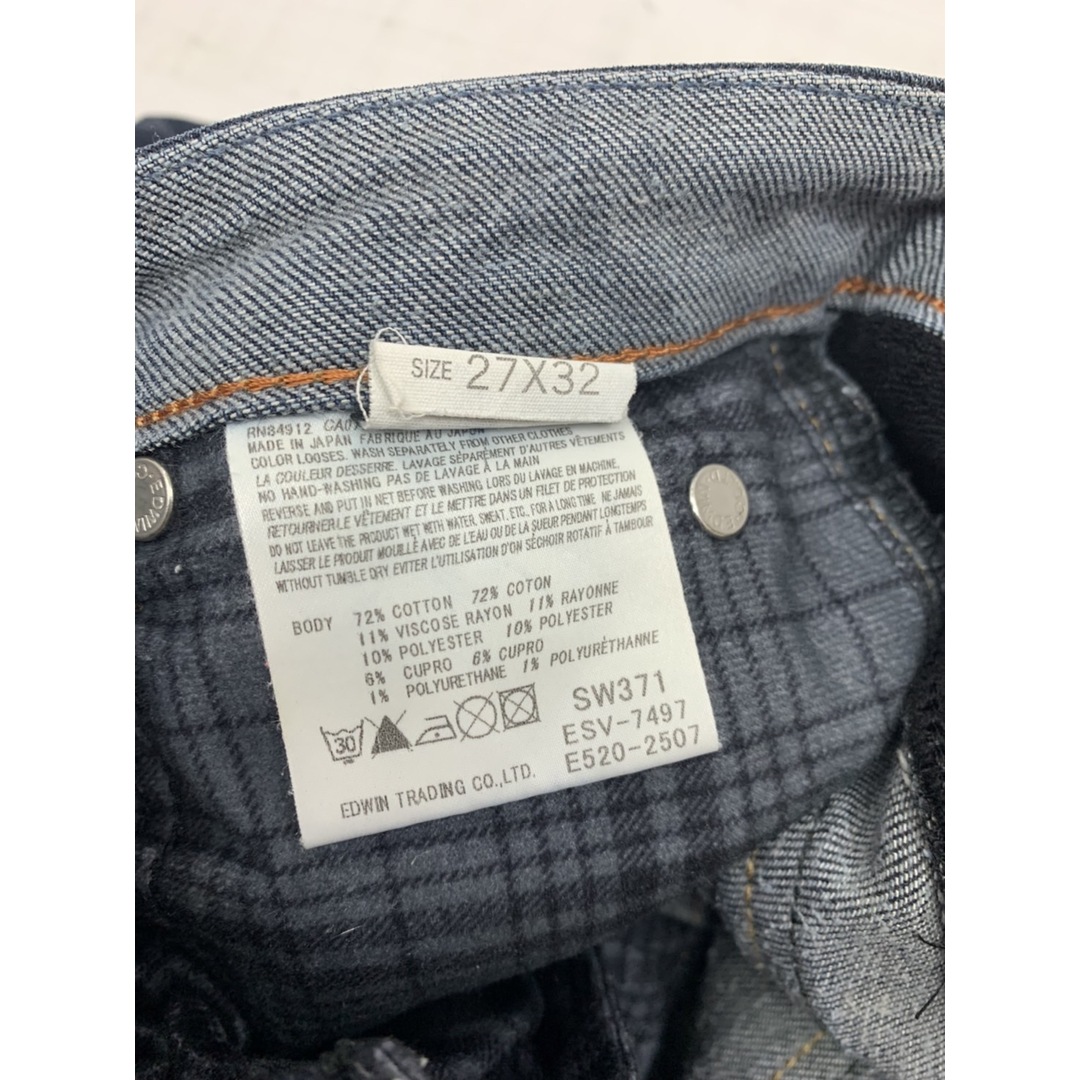 SIZE 27X32
RN84912 CA07
MADE IN JAPAN FABRIQUE AU JAPON
COLOR LOOSES. WASH SEPARATELY FROM OTHER CLOTHES
LA COULEUR DESSERRE. LAVAGE SÉPARÉMENT D'AUTRES VÊTEMENTS
NO HAND-WASHING PAS DE LAVAGE À LA MAIN
REVERSE AND PUT IN NET BEFORE WASHING LORS DU LAVAGE EN MACHINE,
RETOURNER LE VÊTEMENT ET LE METTRE DANS UN FILET DE PROTECTION
DO NOT LEAVE THE PRODUCT WET WITH WATER, SWEAT, ETC, FOR A LONG TIME. NE JAMAIS
LAISSER LE PRODUIT MOUILLÉ AVEC DE L'EAU OU DE LA SUEUR PENDANT LONGTEMPS
WITHOUT TUMBLE DRY EVITER L'UTILISATION D'ON SÉCHOIR ROTATIF À TAMBOUR
BODY 72% COTTON 72% COTON
11% VISCOSE RAYON 11% RAYONNE
10% POLYESTER 10% POLYESTER
6% CUPRO 6% CUPRO
1% POLYURETHANE 1% POLYURÉTHANNE
30
SW371
ESV-7497
E520-2507
EDWIN TRADING CO.,LTD.